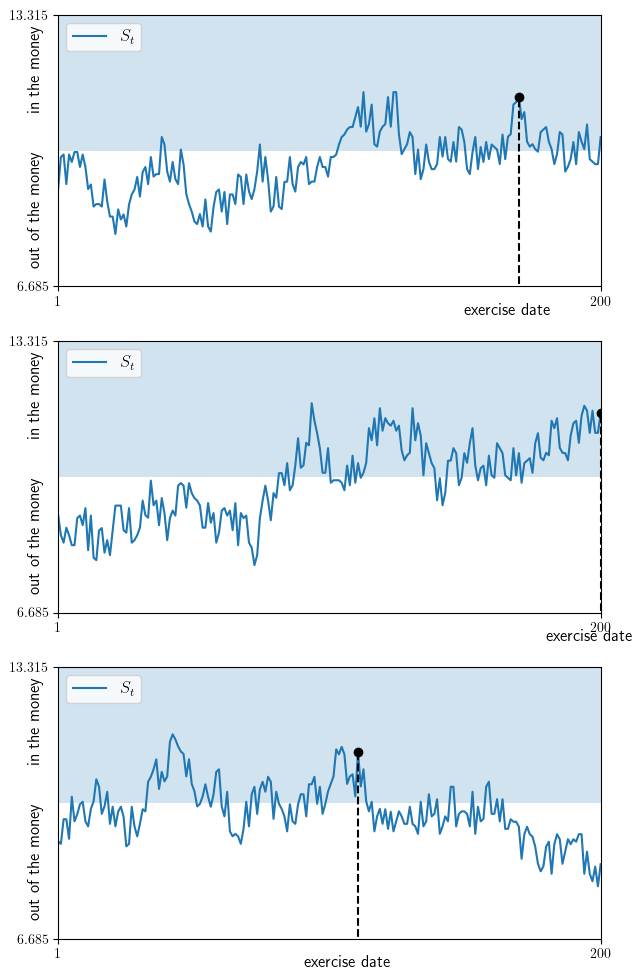 13.315
in the money
S_t
out of the money
6.685
1
200
exercise date
13.315
in the money
S_t
out of the money
6.685
1
200
exercise date
13.315
in the money
S_t
out of the money
6.685
1
200
exercise date